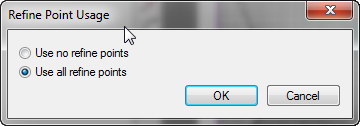 Refine Point Usage
Use no refine points
Use all refine points
OK Cancel